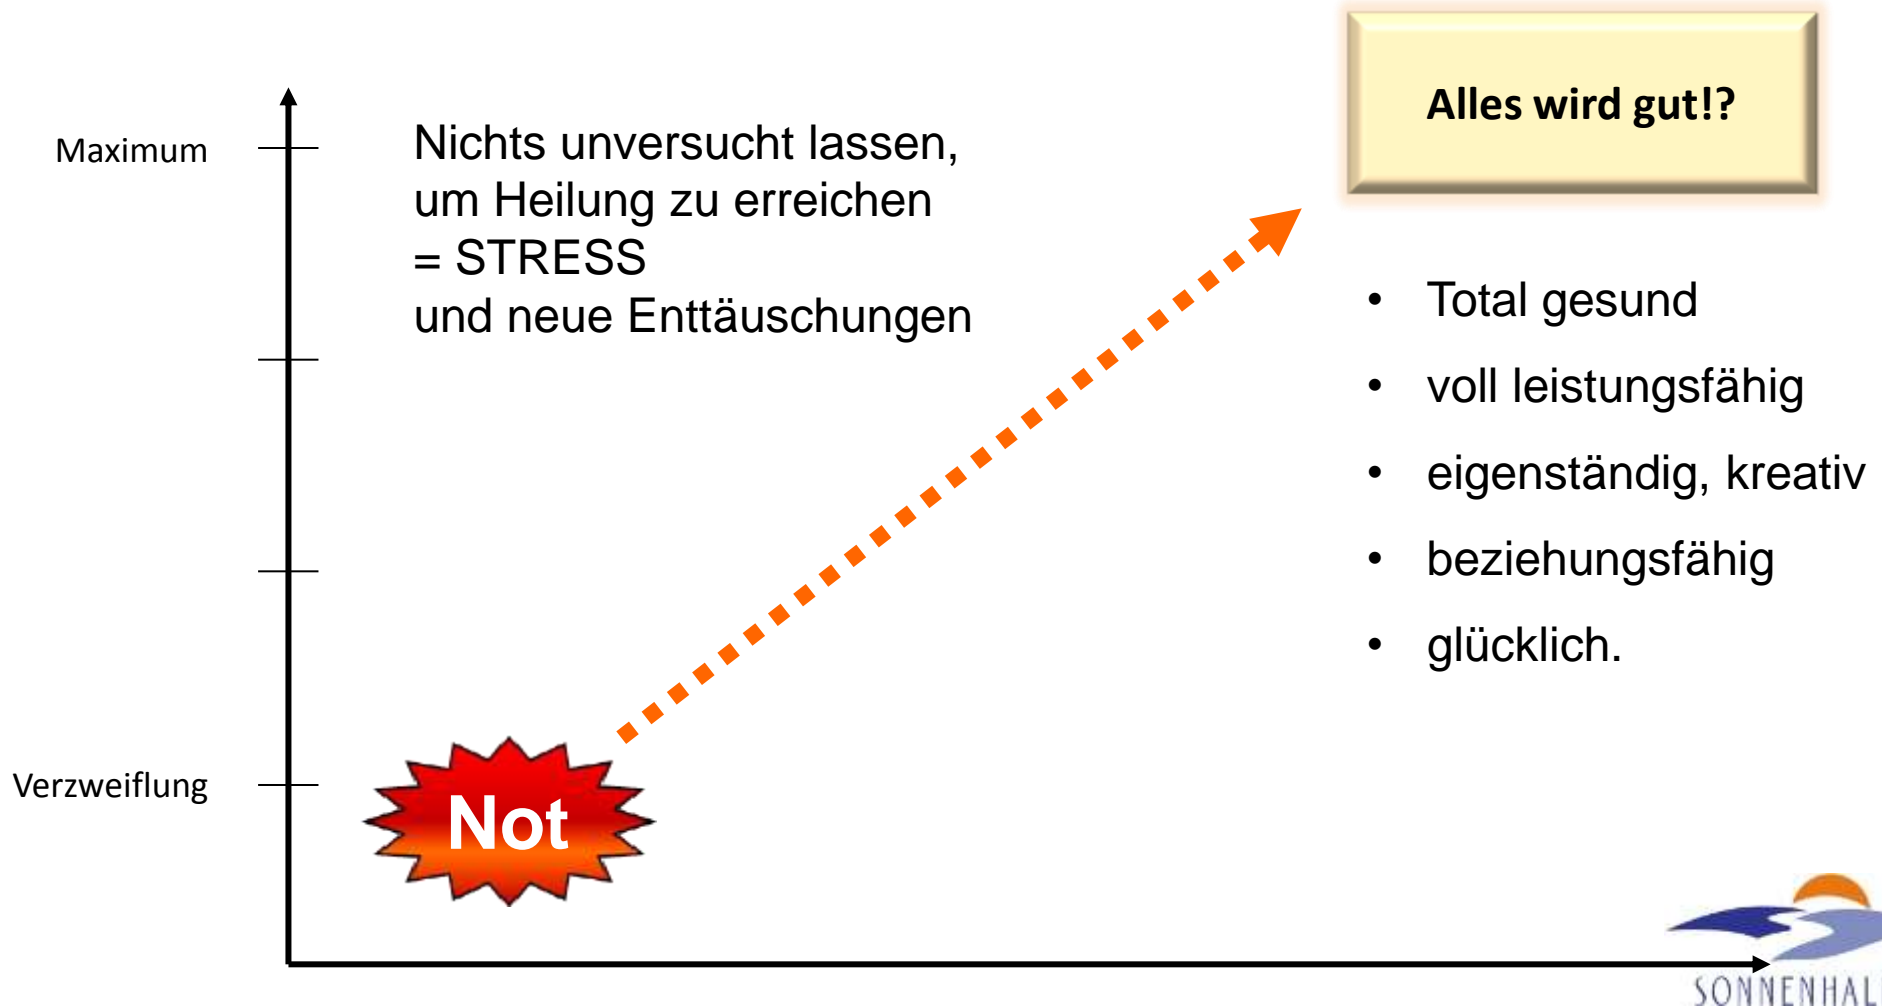 Alles wird gut!?
Maximum
Nichts unversucht lassen,
um Heilung zu erreichen
= STRESS
und neue Enttäuschungen
• Total gesund
• voll leistungsfähig
• eigenständig, kreativ
• beziehungsfähig
• glücklich.
Verzweiflung
Not
SONNENHAL